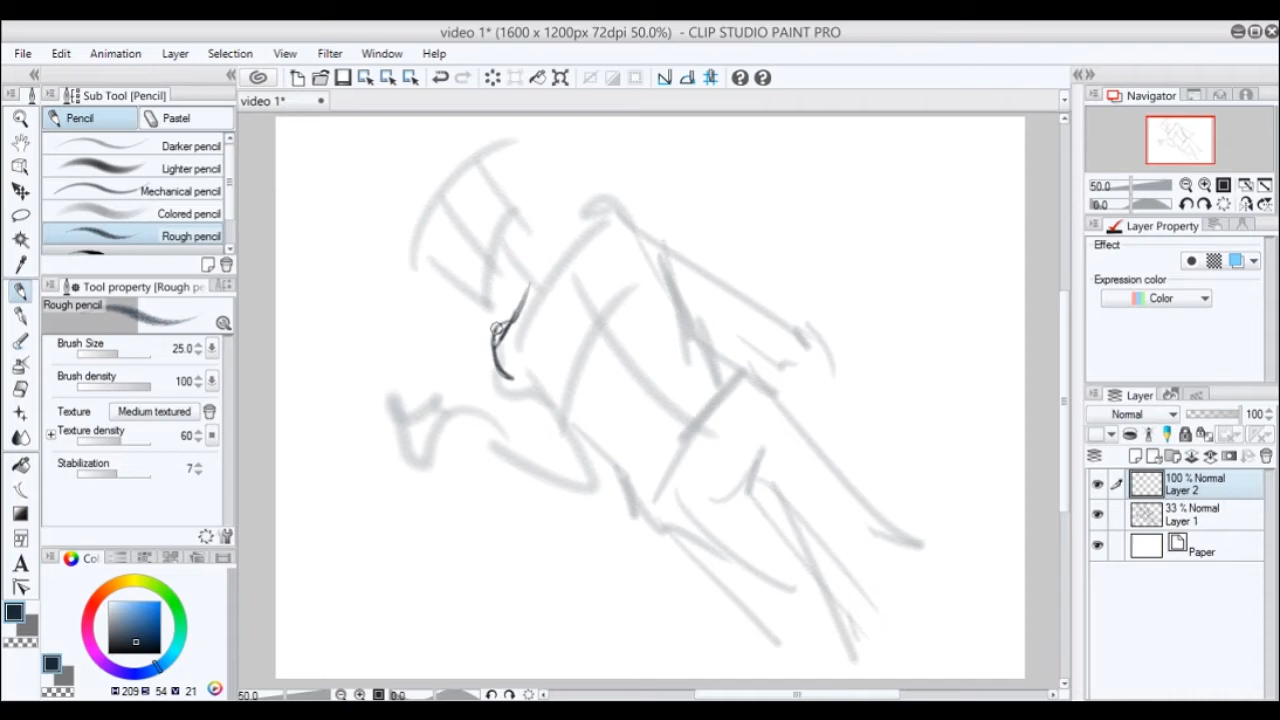 video 1* (1600 x 1200px 72dpi 50.0%) - CLIP STUDIO PAINT PRO
File Edit Animation Layer Selection View Filter Window Help
Sub Tool [Pencil]
video 1*
Navigator
Pencil
Pastel
Darker pencil
Lighter pencil
Mechanical pencil
Colored pencil
Rough pencil
50.0
0.0
Layer Property
Effect
Expression color
Color
Tool property [Rough pe
Rough pencil
Brush Size 25.0
Brush density 100
Texture Medium textured
Texture density 60
Stabilization 7
Layer
Normal 100
100 % Normal
Layer 2
33 % Normal
Layer 1
Paper
Col
H 209 S 54 V 21
50.0 0.0